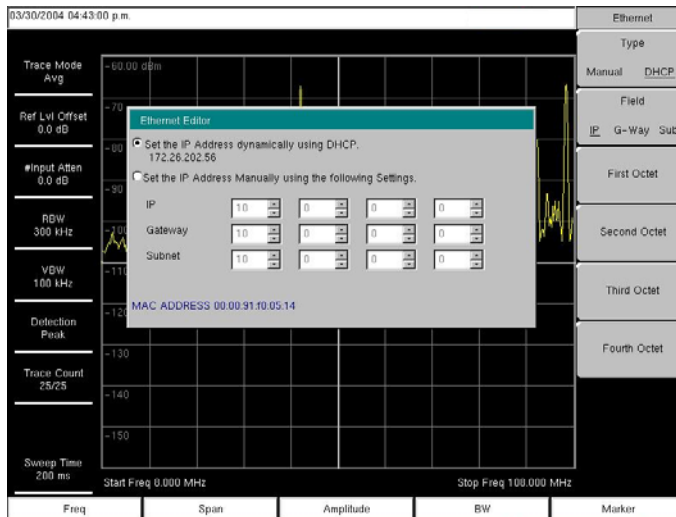 03/30/2004 04:43:00 p.m.
Ethernet
Trace Mode
Avg
Ref Lvl Offset
0.0 dB
#Input Atten
0.0 dB
RBW
300 kHz
VBW
100 kHz
Detection
Peak
Trace Count
25/25
Sweep Time
200 ms
-60.00 dBm
-70
-80
-90
-100
-110
-120
-130
-140
-150
Ethernet Editor
Set the IP Address dynamically using DHCP.
172.26.202.56
Set the IP Address Manually using the following Settings.
IP 10 0 0 0
Gateway 10 0 0 0
Subnet 10 0 0 0
MAC ADDRESS 00:00:91:f0:05:14
Start Freq 8.000 MHz Stop Freq 108.000 MHz
Type
Manual DHCP
Field
IP G-Way Sub
First Octet
Second Octet
Third Octet
Fourth Octet
Freq Span Amplitude BW Marker